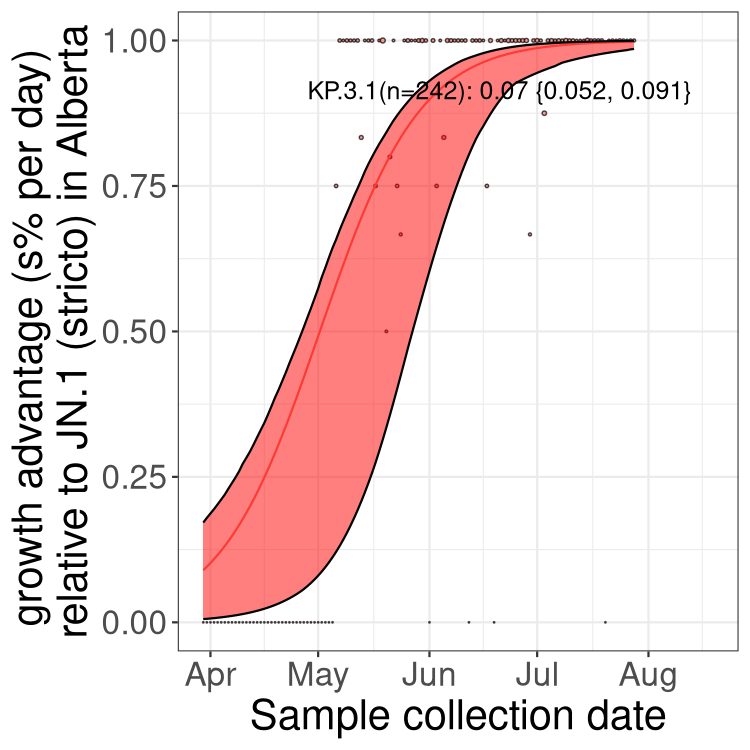 growth advantage (s% per day)
relative to JN.1 (stricto) in Alberta
1.00
0.75
0.50
0.25
0.00
KP.3.1(n=242): 0.07 {0.052, 0.091}
Apr May Jun Jul Aug
Sample collection date